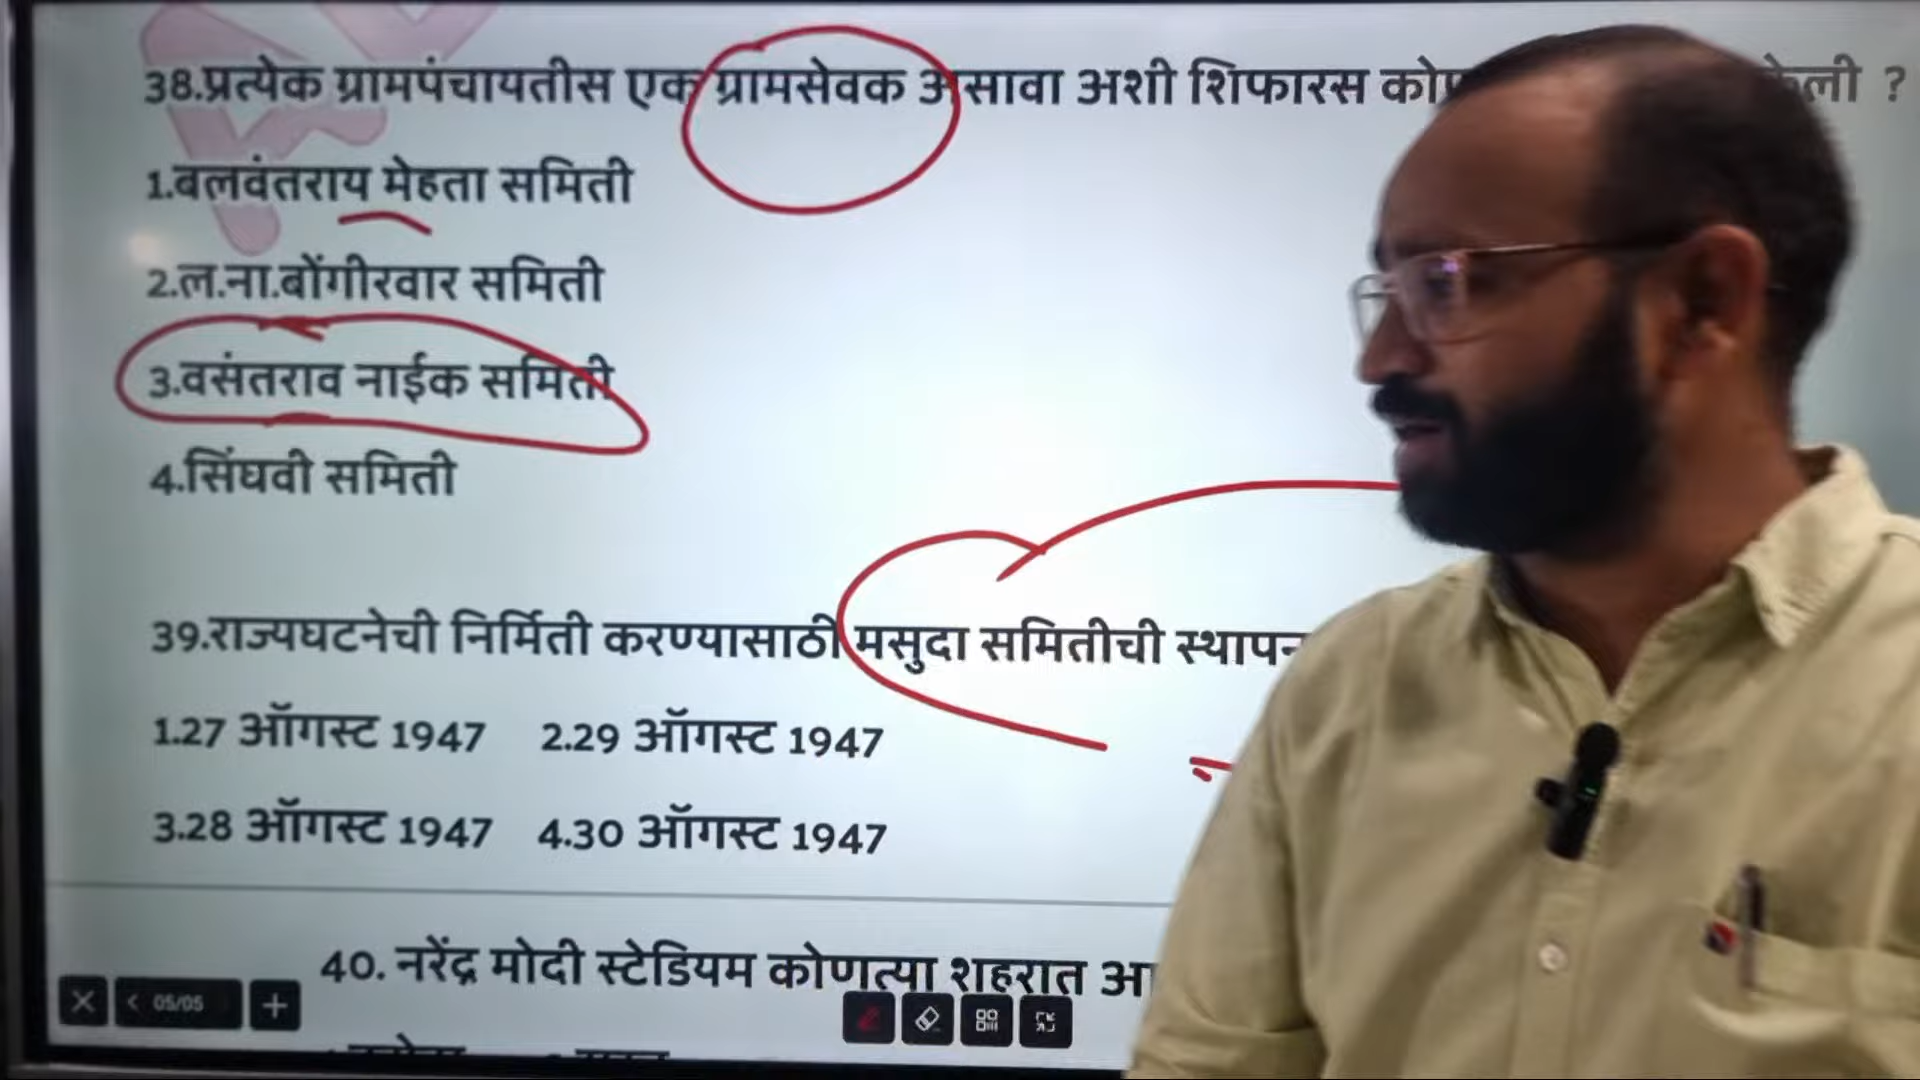 38.प्रत्येक ग्रामपंचायतीस एक ग्रामसेवक असावा अशी शिफारस केली ?
1.बलवंतराय मेहता समिती
2.ल.ना.बोंगीरवार समिती
3.वसंतराव नाईक समिती
4.सिंघवी समिती
39.राज्यघटनेची निर्मिती करण्यासाठी मसुदा समितीची
1.27 ऑगस्ट 1947 2.29 ऑगस्ट 1947
3.28 ऑगस्ट 1947 4.30 ऑगस्ट 1947
40. नरेंद्र मोदी स्टेडियम कोणत्या शहरात
05/05